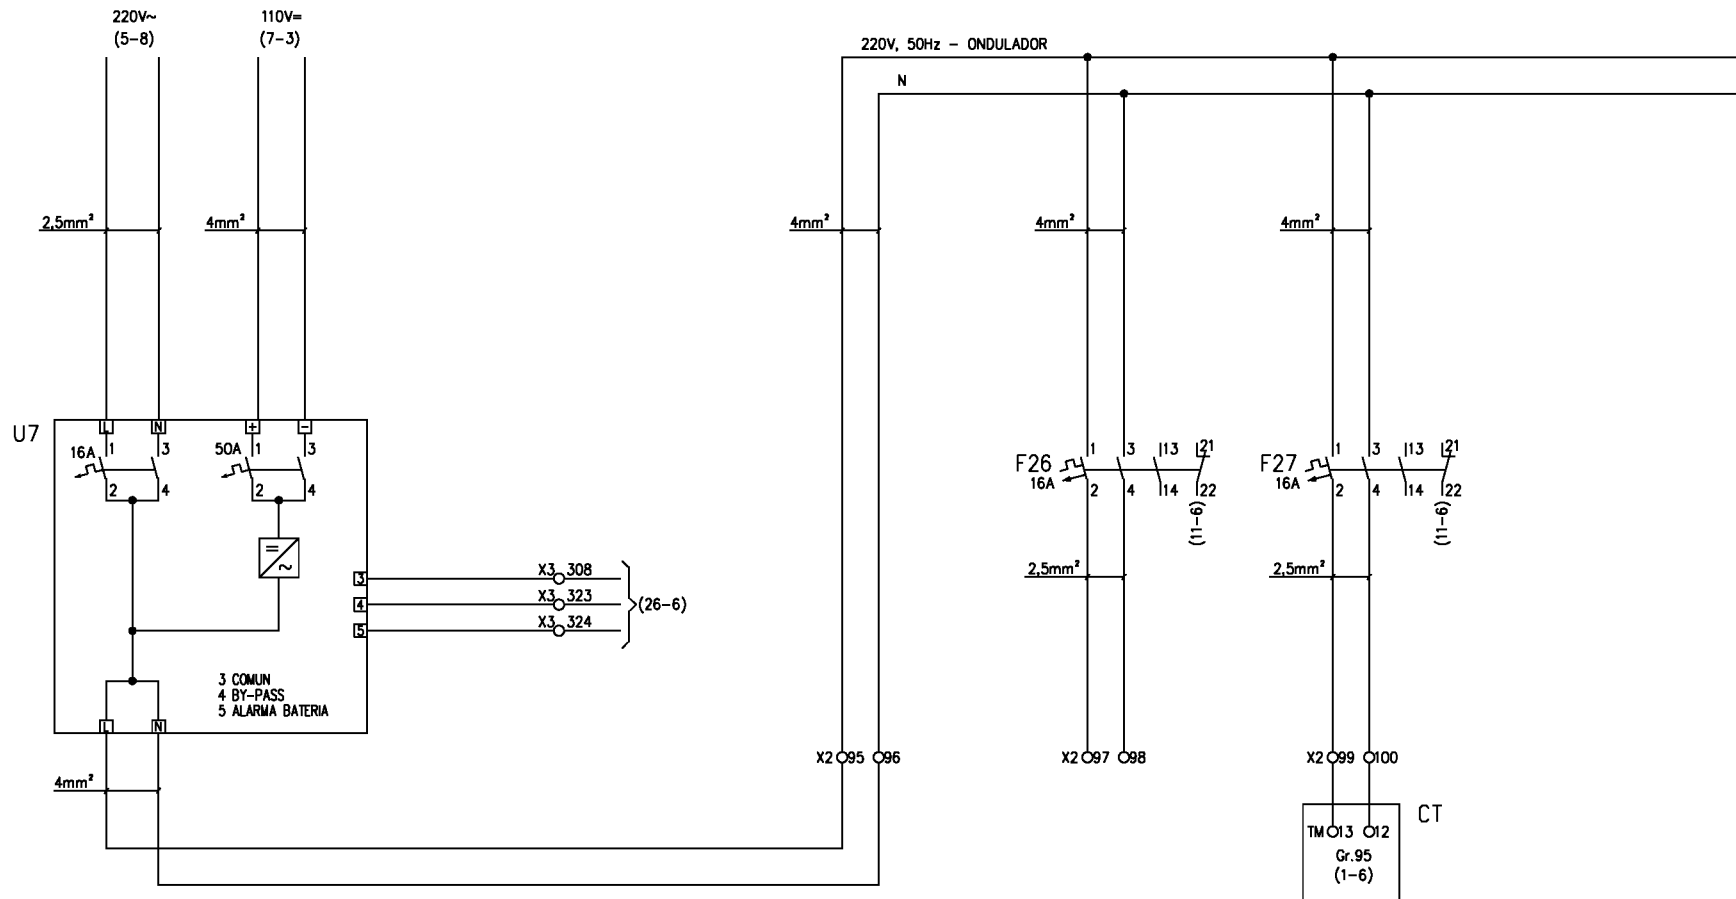 220V~
(5-8)
110V=
(7-3)
220V, 50Hz - ONDULADOR
N
2,5mm²
4mm²
4mm²
4mm²
4mm²
U7
L
N
+
-
16A
1
3
2
4
50A
1
3
2
4
=
~
3
4
5
X3 308
X3 323
X3 324
(26-6)
3 COMUN
4 BY-PASS
5 ALARMA BATERIA
L
N
4mm²
F26
16A
1
3
13
21
2
4
14
22
(11-6)
2,5mm²
F27
16A
1
3
13
21
2
4
14
22
(11-6)
2,5mm²
X2 95 96
X2 97 98
X2 99 100
CT
TM 13 12
Gr.95
(1-6)